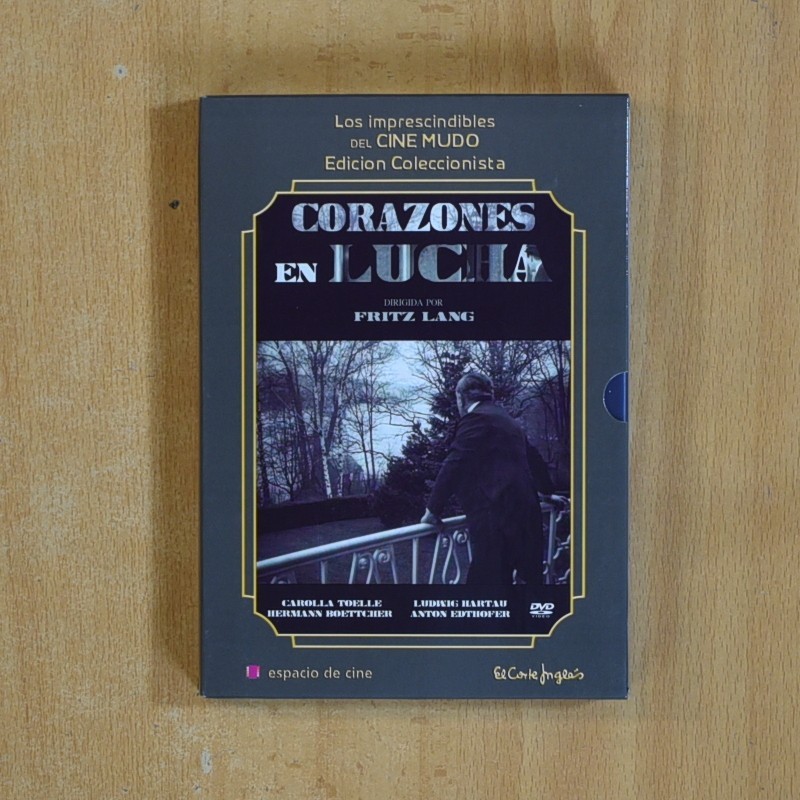 Los imprescindibles
DEL CINE MUDO
Edicion Coleccionista
CORAZONES
EN LUCHA
DIRIGIDA POR
FRITZ LANG
CAROLLA TOELLE LUDWIG HARTAU
HERMANN BOETTCHER ANTON EDTHOFER
DVD
VIDEO
espacio de cine
El Corte Inglés